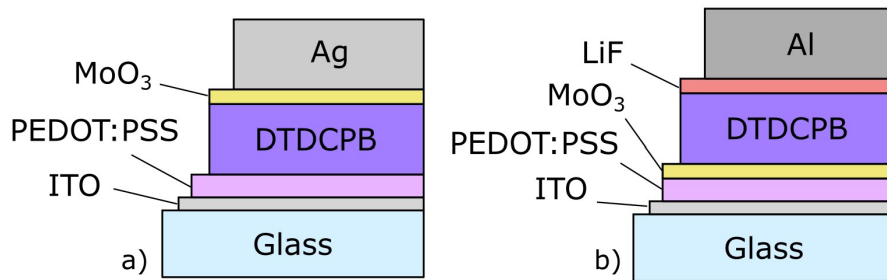 Ag
MoO₃
PEDOT:PSS
DTDCPB
ITO
Glass
a)
Al
LiF
MoO₃
DTDCPB
PEDOT:PSS
ITO
Glass
b)